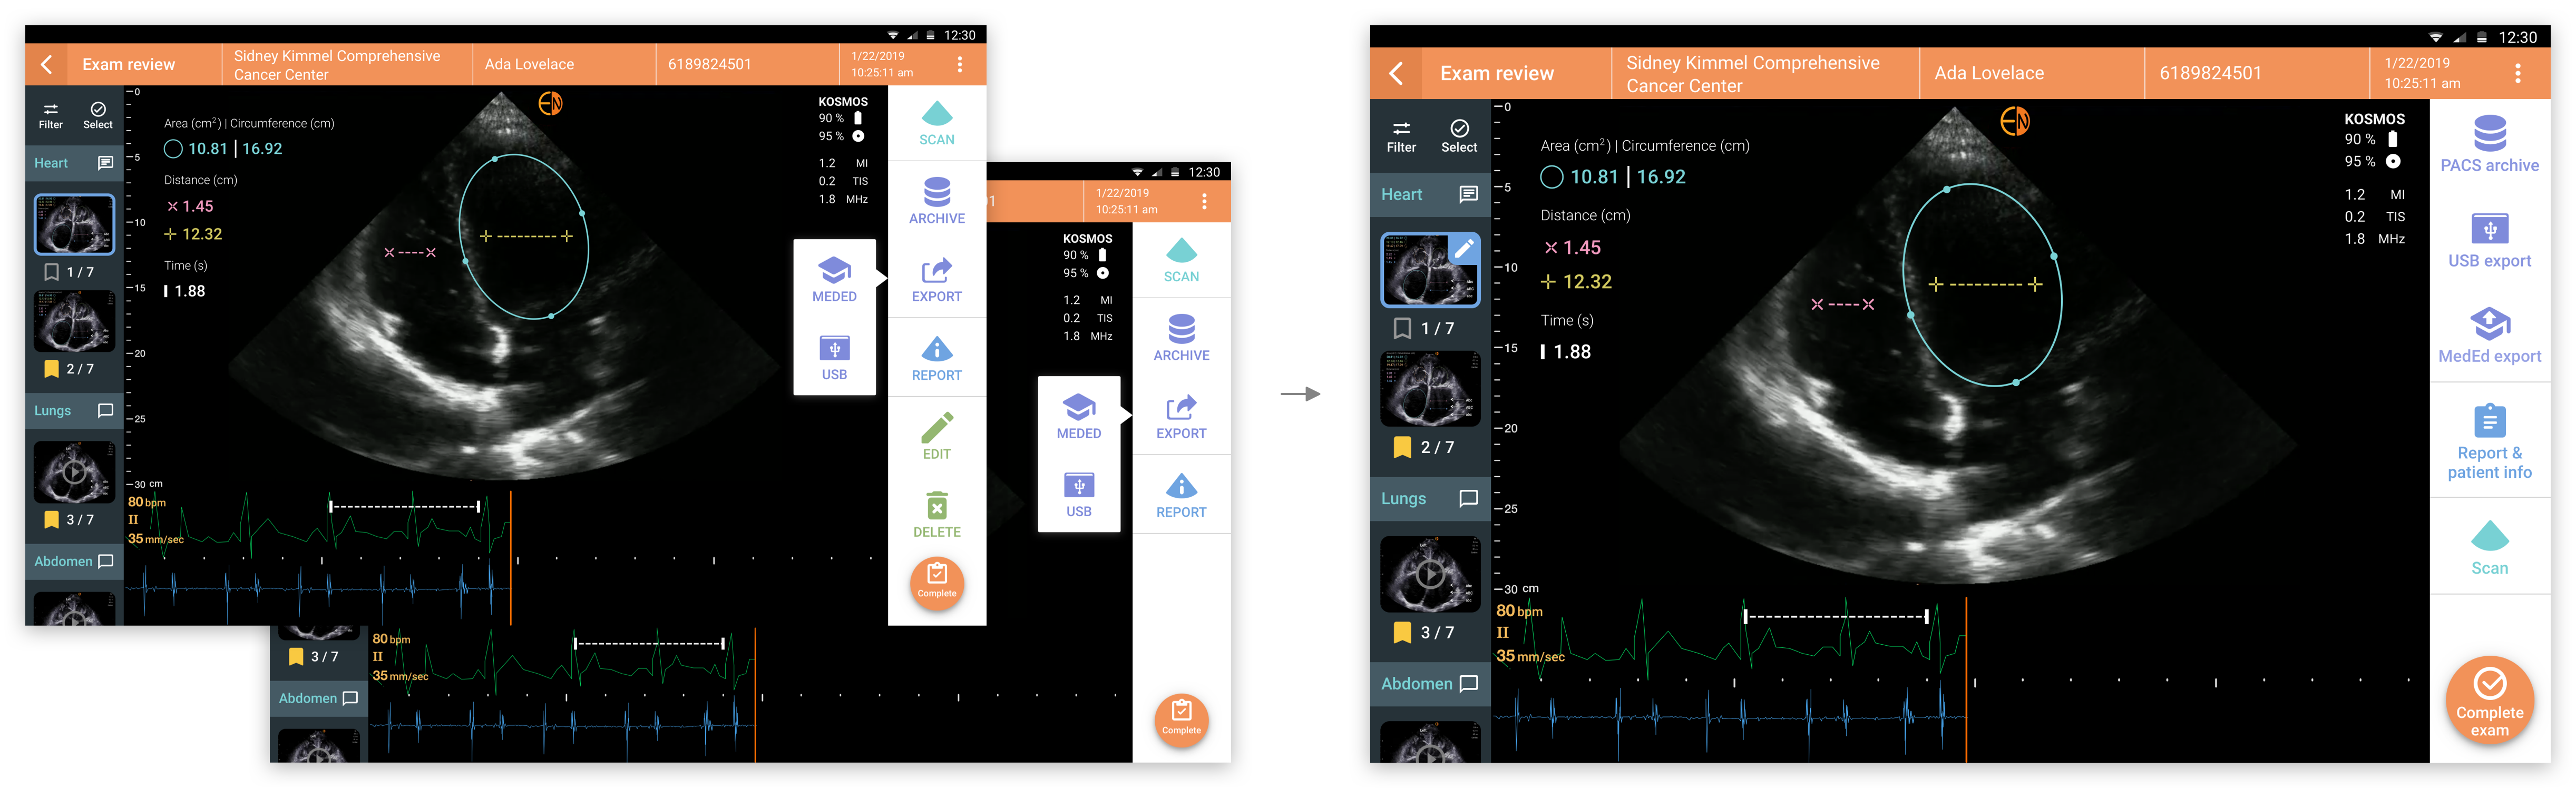 12:30
Exam review
Sidney Kimmel Comprehensive
Cancer Center
Ada Lovelace
6189824501
1/22/2019
10:25:11 am
Filter
Select
Heart
1 / 7
2 / 7
Lungs
3 / 7
Abdomen
0
5
10
15
20
25
30 cm
Area (cm²) | Circumference (cm)
10.81 | 16.92
Distance (cm)
1.45
12.32
Time (s)
1.88
EN
KOSMOS
90 %
95 %
1.2 MI
0.2 TIS
1.8 MHz
80 bpm
II
35 mm/sec
MEDED
USB
SCAN
ARCHIVE
EXPORT
REPORT
EDIT
DELETE
Complete
12:30
1
1/22/2019
10:25:11 am
KOSMOS
90 %
95 %
1.2 MI
0.2 TIS
1.8 MHz
MEDED
USB
SCAN
ARCHIVE
EXPORT
REPORT
3 / 7
Abdomen
80 bpm
II
35 mm/sec
Complete
12:30
Exam review
Sidney Kimmel Comprehensive
Cancer Center
Ada Lovelace
6189824501
1/22/2019
10:25:11 am
Filter
Select
Heart
1 / 7
2 / 7
Lungs
3 / 7
Abdomen
0
5
10
15
20
25
30 cm
Area (cm²) | Circumference (cm)
10.81 | 16.92
Distance (cm)
1.45
12.32
Time (s)
1.88
EN
KOSMOS
90 %
95 %
1.2 MI
0.2 TIS
1.8 MHz
80 bpm
II
35 mm/sec
PACS archive
USB export
MedEd export
Report &
patient info
Scan
Complete
exam